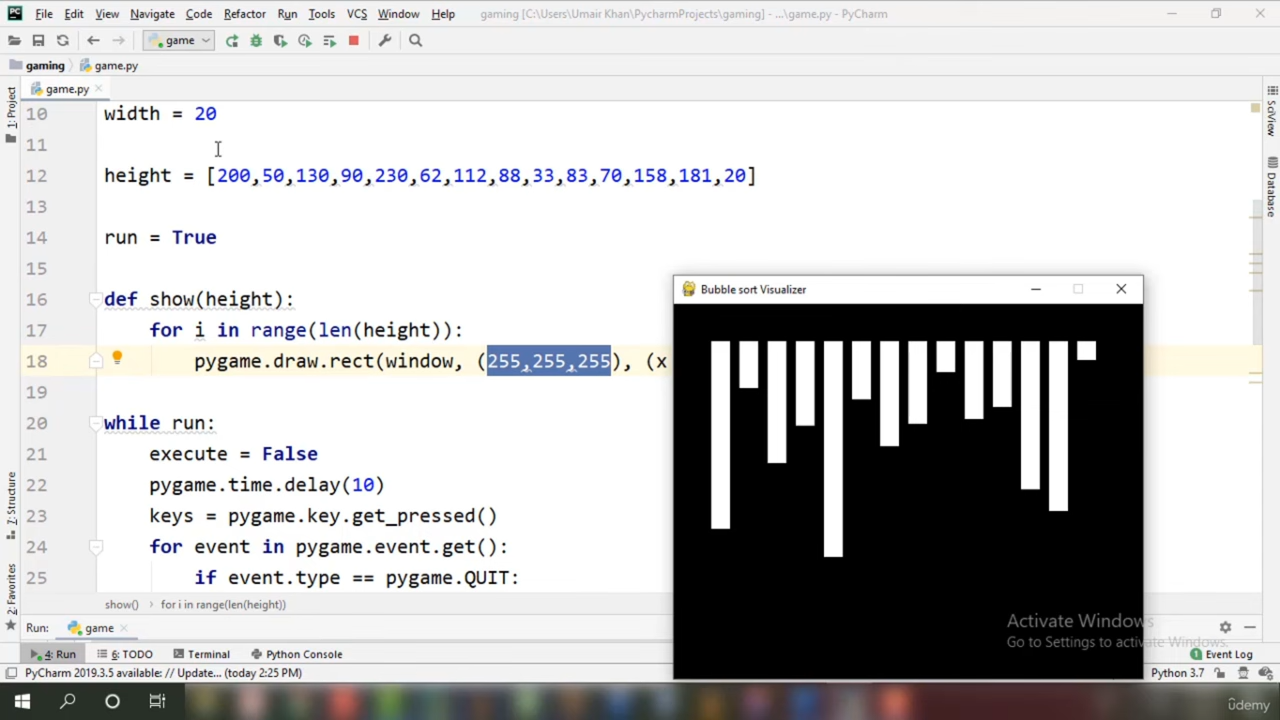 PC File Edit View Navigate Code Refactor Run Tools VCS Window Help gaming [C:\Users\Umair Khan\PycharmProjects\gaming] - ...\game.py - PyCharm
game
gaming game.py
game.py
1: Project
7: Structure
2: Favorites
SciView
Database
10 width = 20
11
12 height = [200,50,130,90,230,62,112,88,33,83,70,158,181,20]
13
14 run = True
15
16 def show(height):
17 for i in range(len(height)):
18 pygame.draw.rect(window, (255,255,255), (x
19
20 while run:
21 execute = False
22 pygame.time.delay(10)
23 keys = pygame.key.get_pressed()
24 for event in pygame.event.get():
25 if event.type == pygame.QUIT:
Bubble sort Visualizer
Activate Windows
Go to Settings to activate Windows.
show() for i in range(len(height))
Run: game
4: Run 6: TODO Terminal Python Console 1 Event Log
PyCharm 2019.3.5 available: // Update... (today 2:25 PM) Python 3.7
ûdemy